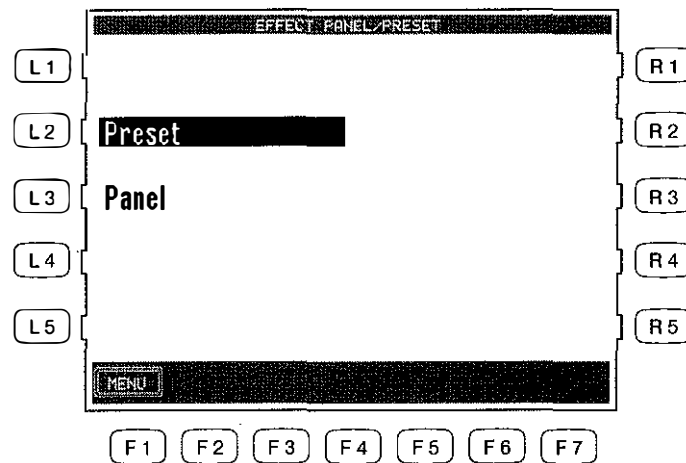 EFFECT PANEL/PRESET
L1 R1
L2 Preset R2
L3 Panel R3
L4 R4
L5 R5
MENU
F1 F2 F3 F4 F5 F6 F7